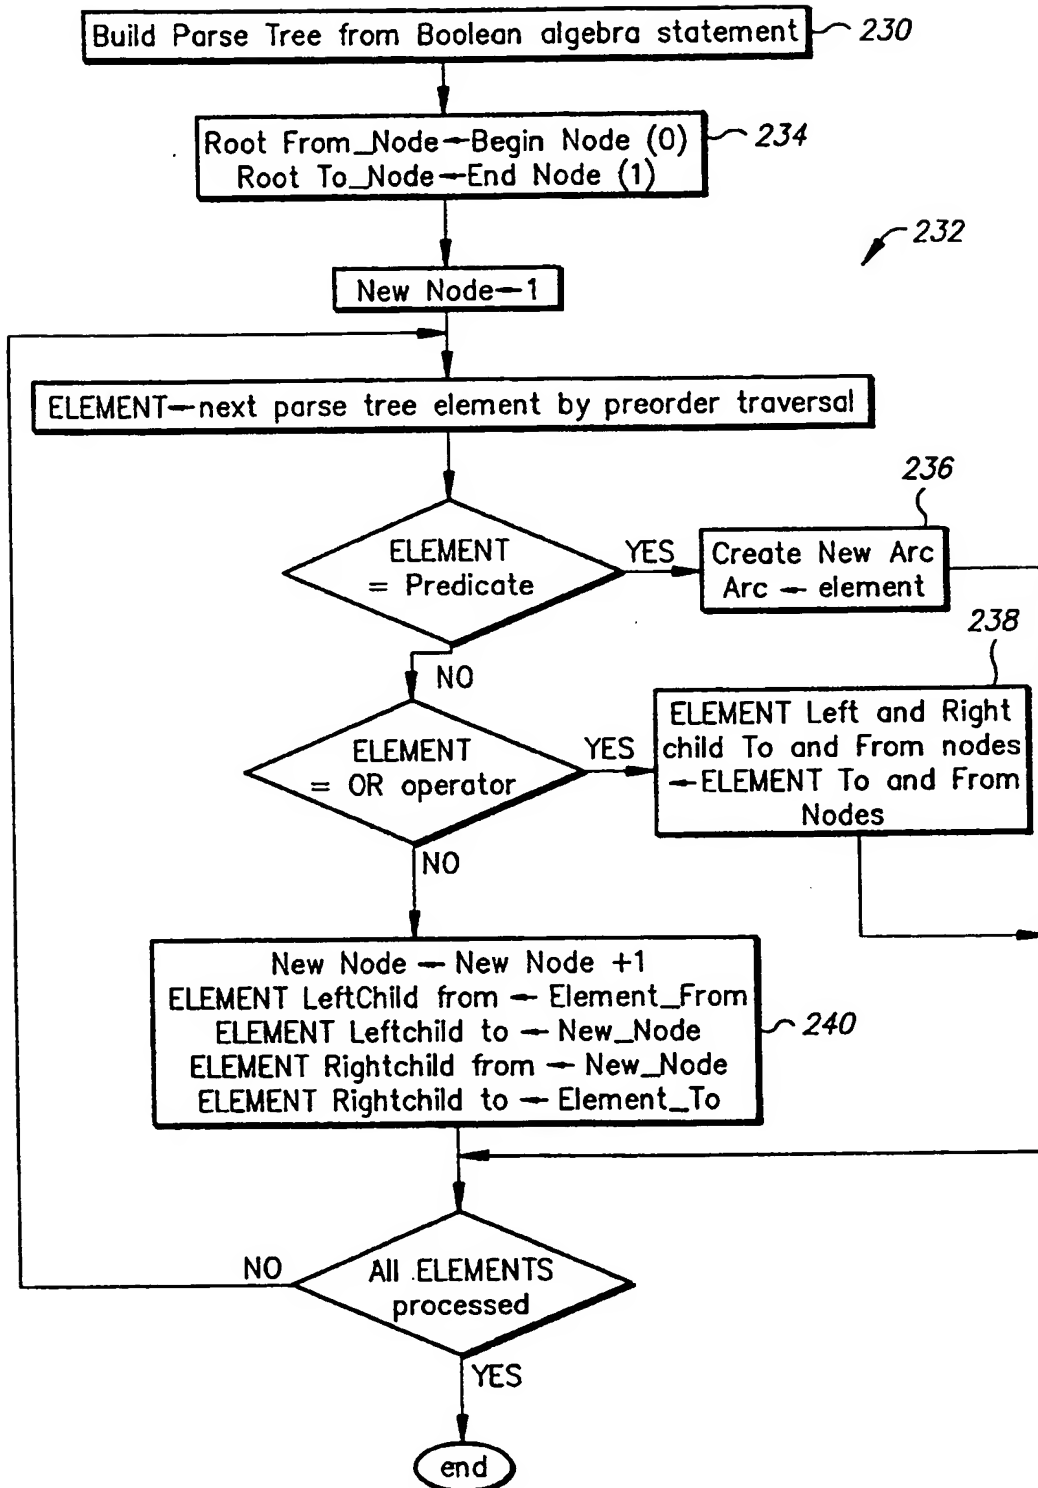 Build Parse Tree from Boolean algebra statement
230
Root From_Node←Begin Node (0)
Root To_Node←End Node (1)
234
232
New Node←1
ELEMENT←next parse tree element by preorder traversal
236
ELEMENT
= Predicate
YES
Create New Arc
Arc ← element
NO
238
ELEMENT
= OR operator
YES
ELEMENT Left and Right
child To and From nodes
←ELEMENT To and From
Nodes
NO
New Node ← New Node +1
ELEMENT LeftChild from ← Element_From
ELEMENT Leftchild to ← New_Node
ELEMENT Rightchild from ← New_Node
ELEMENT Rightchild to ← Element_To
240
NO
All ELEMENTS
processed
YES
end